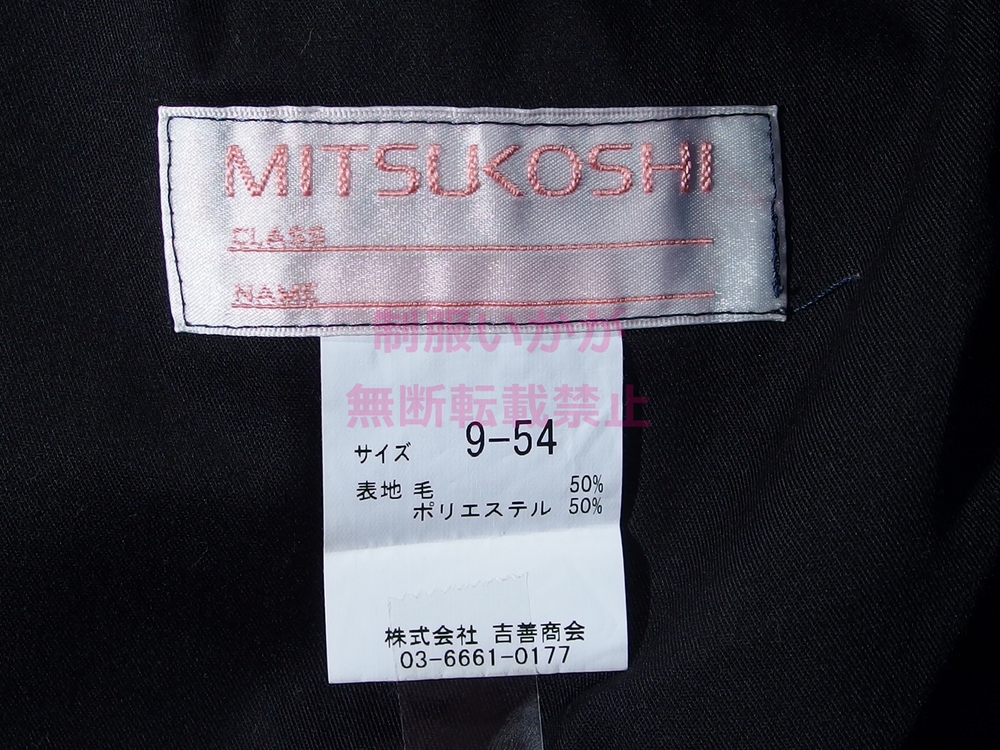 MITSUKOSHI
CLASS
NAME
制服いかが
無断転載禁止
サイズ 9-54
表地 毛 50%
ポリエステル 50%
株式会社 吉善商会
03-6661-0177